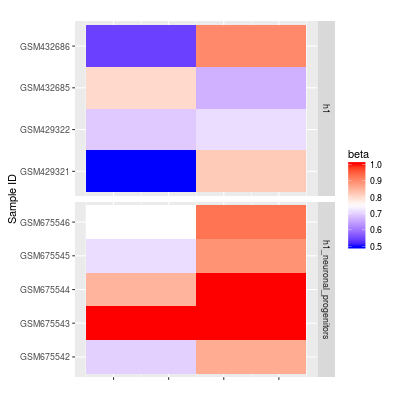 GSM432686
GSM432685
GSM429322
GSM429321
h1
GSM675546
GSM675545
GSM675544
GSM675543
GSM675542
h1_neuronal_progenitors
Sample ID
beta
1.0
0.9
0.8
0.7
0.6
0.5